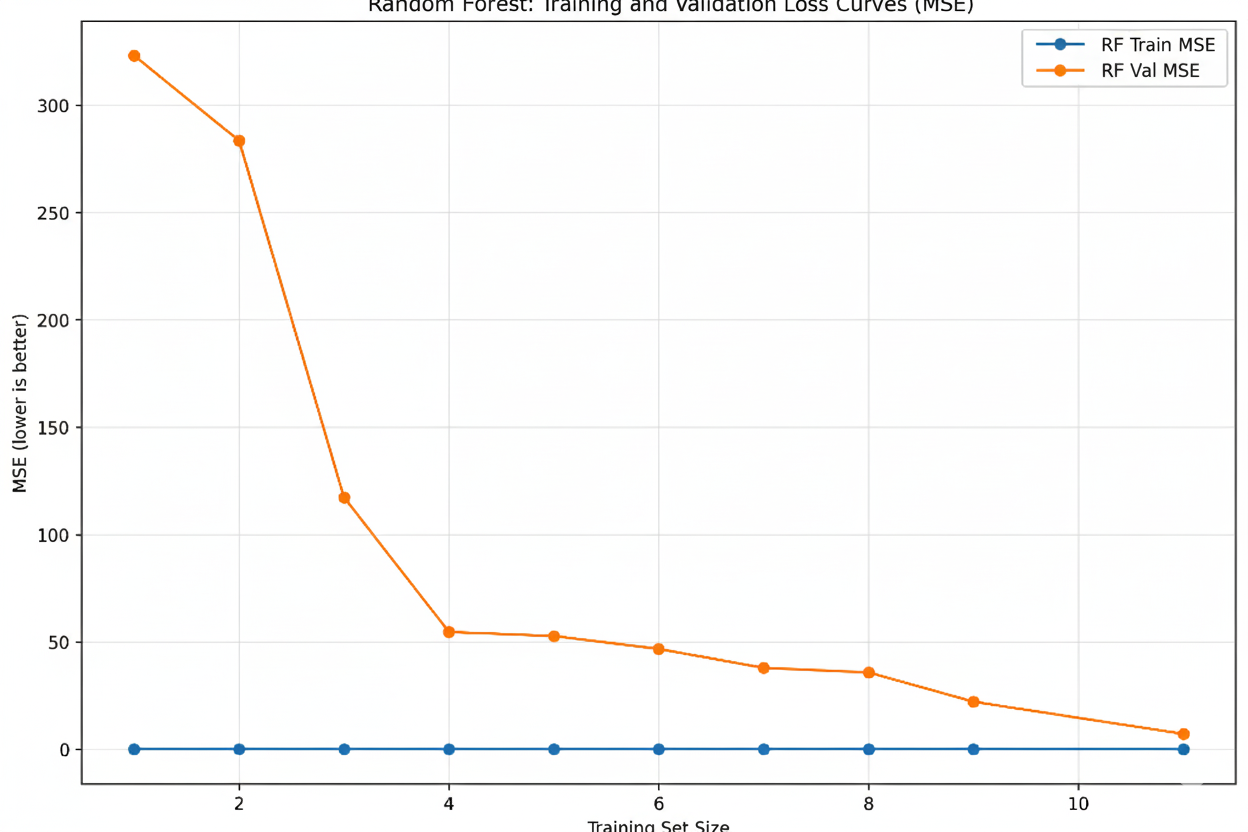 Random Forest: Training and Validation Loss Curves (MSE)
RF Train MSE
RF Val MSE
MSE (lower is better)
300
250
200
150
100
50
0
2
4
6
8
10
Training Set Size